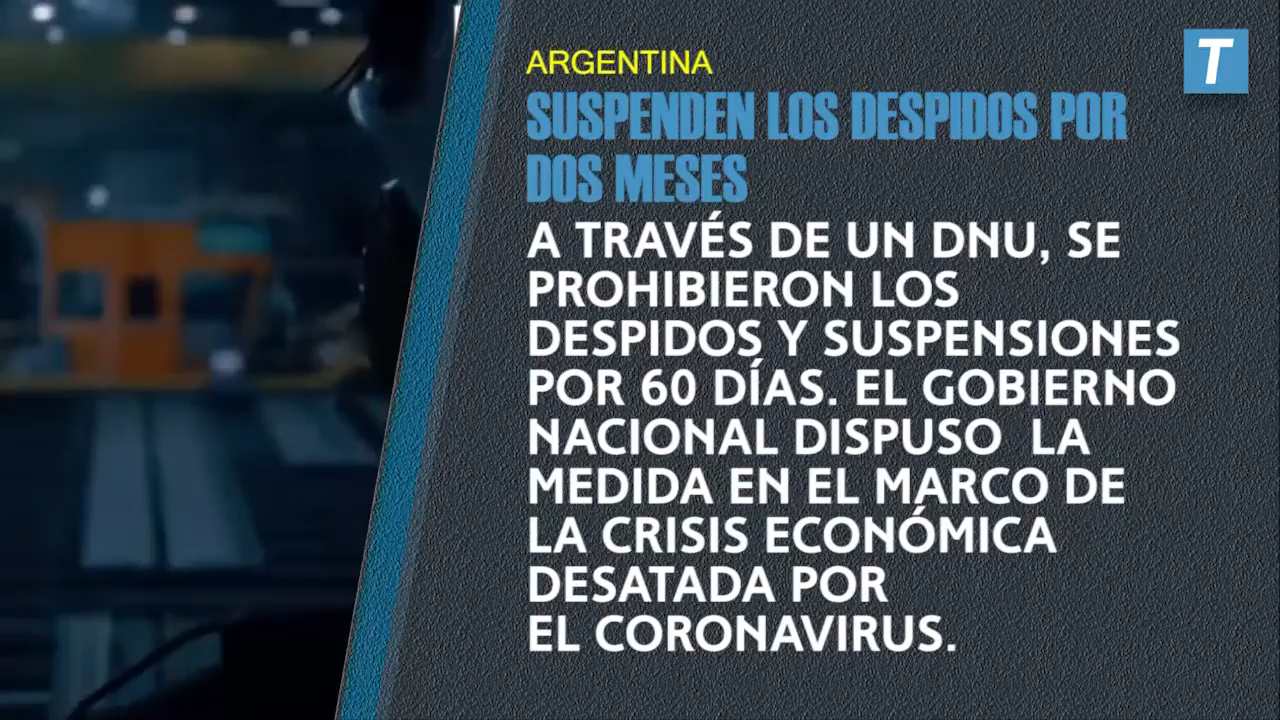 ARGENTINA
T
SUSPENDEN LOS DESPIDOS POR
DOS MESES
A TRAVÉS DE UN DNU, SE
PROHIBIERON LOS
DESPIDOS Y SUSPENSIONES
POR 60 DÍAS. EL GOBIERNO
NACIONAL DISPUSO  LA
MEDIDA EN EL MARCO DE
LA CRISIS ECONÓMICA
DESATADA POR
EL CORONAVIRUS.